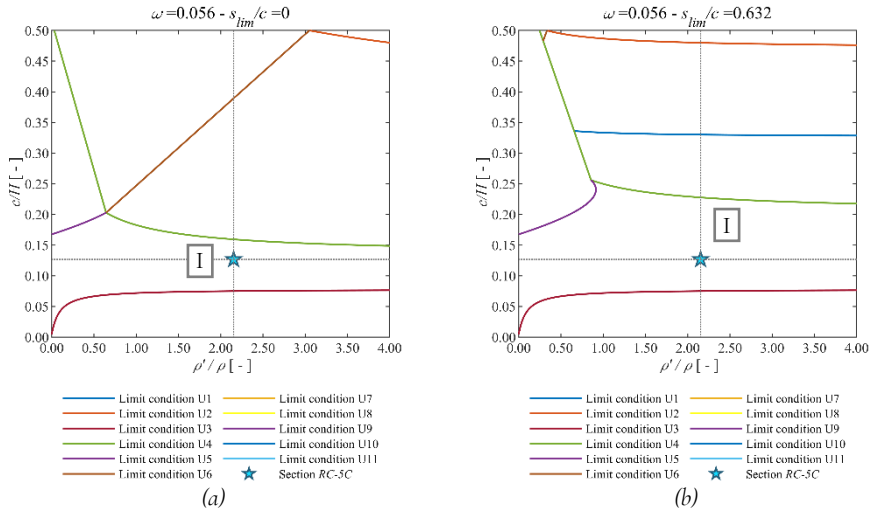 ω =0.056 - s_lim/c =0
0.50
0.45
0.40
0.35
0.30
0.25
0.20
0.15
0.10
0.05
0.00
c/H [ - ]
I
0.00 0.50 1.00 1.50 2.00 2.50 3.00 3.50 4.00
ρ' / ρ [ - ]
Limit condition U1
Limit condition U2
Limit condition U3
Limit condition U4
Limit condition U5
Limit condition U6
Limit condition U7
Limit condition U8
Limit condition U9
Limit condition U10
Limit condition U11
Section RC-5C
(a)
ω =0.056 - s_lim/c =0.632
0.50
0.45
0.40
0.35
0.30
0.25
0.20
0.15
0.10
0.05
0.00
c/H [ - ]
I
0.00 0.50 1.00 1.50 2.00 2.50 3.00 3.50 4.00
ρ' / ρ [ - ]
Limit condition U1
Limit condition U2
Limit condition U3
Limit condition U4
Limit condition U5
Limit condition U6
Limit condition U7
Limit condition U8
Limit condition U9
Limit condition U10
Limit condition U11
Section RC-5C
(b)